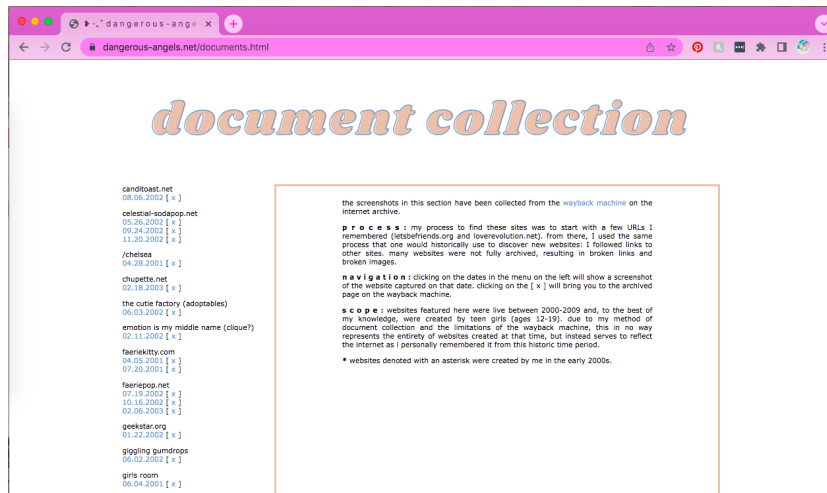 dangerous-ange
dangerous-angels.net/documents.html
document collection
canditoast.net
08.06.2002 [ x ]
celestial-sodapop.net
05.26.2002 [ x ]
09.24.2002 [ x ]
11.20.2002 [ x ]
/chelsea
04.28.2001 [ x ]
chupette.net
02.18.2003 [ x ]
the cutie factory (adoptables)
06.03.2002 [ x ]
emotion is my middle name (clique?)
02.11.2002 [ x ]
faeriekitty.com
04.05.2001 [ x ]
07.20.2001 [ x ]
faeriepop.net
07.19.2002 [ x ]
10.16.2002 [ x ]
02.06.2003 [ x ]
geekstar.org
01.22.2002 [ x ]
giggling gumdrops
06.02.2002 [ x ]
girls room
06.04.2001 [ x ]
the screenshots in this section have been collected from the wayback machine on the
internet archive.
process: my process to find these sites was to start with a few URLs I
remembered (letsbefriends.org and loverevolution.net). from there, I used the same
process that one would historically use to discover new websites: I followed links to
other sites. many websites were not fully archived, resulting in broken links and
broken images.
navigation: clicking on the dates in the menu on the left will show a screenshot
of the website captured on that date. clicking on the [ x ] will bring you to the archived
page on the wayback machine.
scope: websites featured here were live between 2000-2009 and, to the best of
my knowledge, were created by teen girls (ages 12-19). due to my method of
document collection and the limitations of the wayback machine, this in no way
represents the entirety of websites created at that time, but instead serves to reflect
the internet as i personally remembered it from this historic time period.
* websites denoted with an asterisk were created by me in the early 2000s.